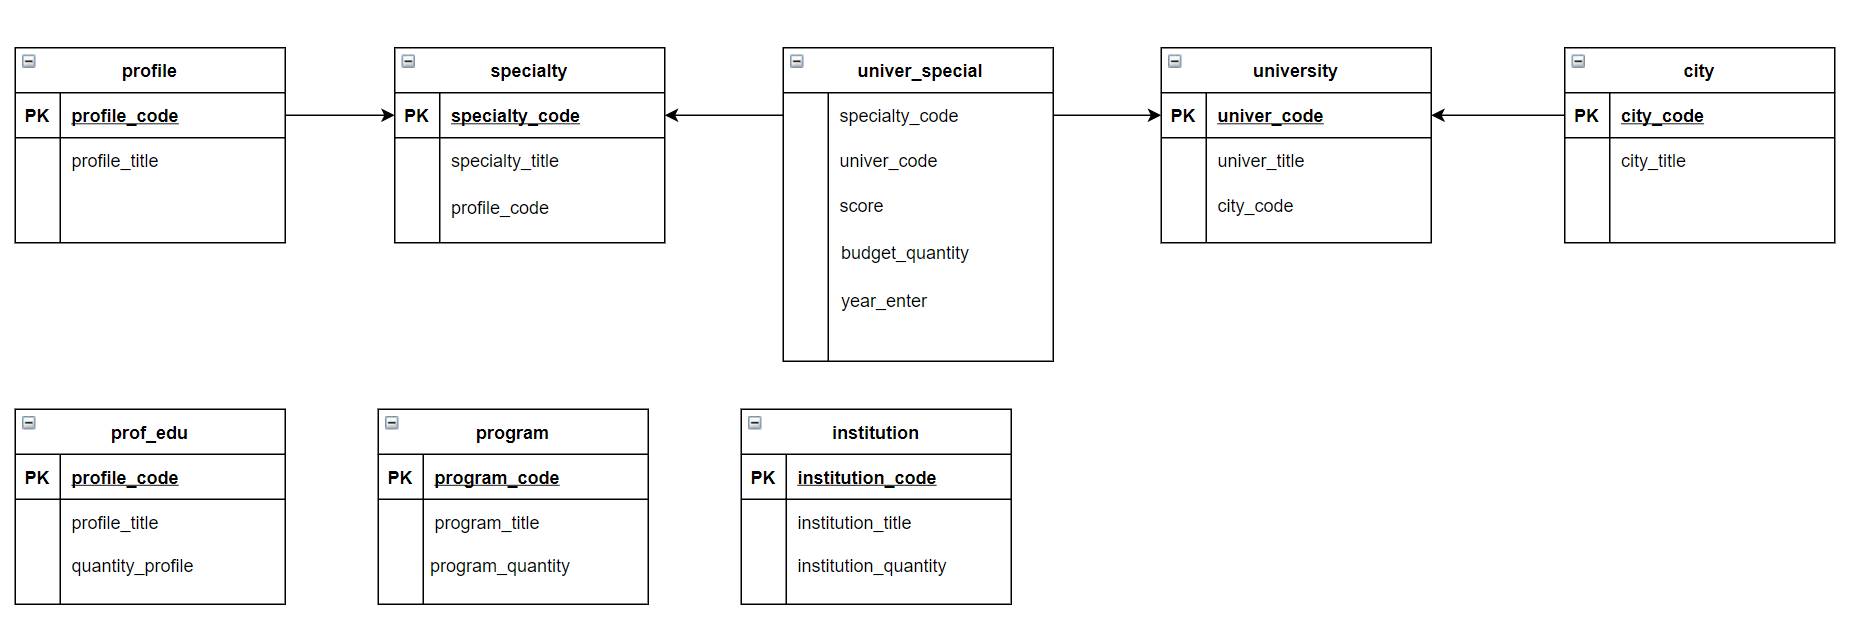 profile
PK profile_code
profile_title
specialty
PK specialty_code
specialty_title
profile_code
univer_special
specialty_code
univer_code
score
budget_quantity
year_enter
university
PK univer_code
univer_title
city_code
city
PK city_code
city_title
prof_edu
PK profile_code
profile_title
quantity_profile
program
PK program_code
program_title
program_quantity
institution
PK institution_code
institution_title
institution_quantity